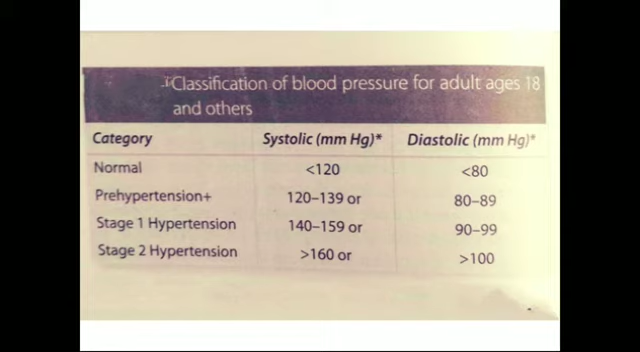 Classification of blood pressure for adult ages 18
and others
Category Systolic (mm Hg)* Diastolic (mm Hg)*
Normal <120 <80
Prehypertension+ 120–139 or 80–89
Stage 1 Hypertension 140–159 or 90–99
Stage 2 Hypertension >160 or >100